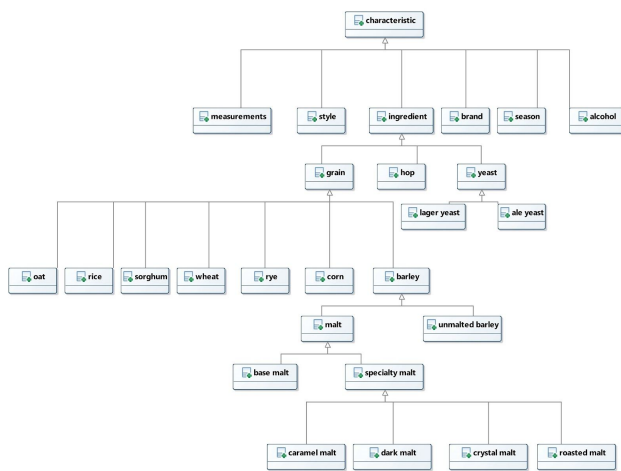 characteristic
measurements
style
ingredient
brand
season
alcohol
grain
hop
yeast
lager yeast
ale yeast
oat
rice
sorghum
wheat
rye
corn
barley
malt
unmalted barley
base malt
specialty malt
caramel malt
dark malt
crystal malt
roasted malt